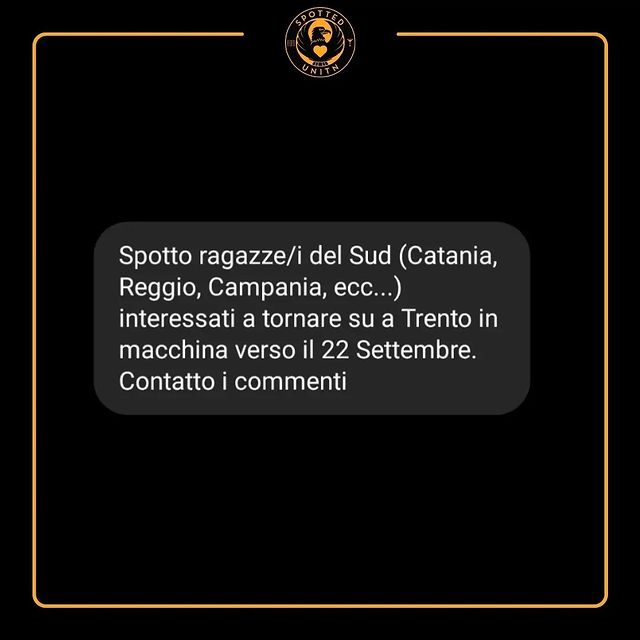 SPOTTED
UNITN
Spotto ragazze/i del Sud (Catania,
Reggio, Campania, ecc...)
interessati a tornare su a Trento in
macchina verso il 22 Settembre.
Contatto i commenti